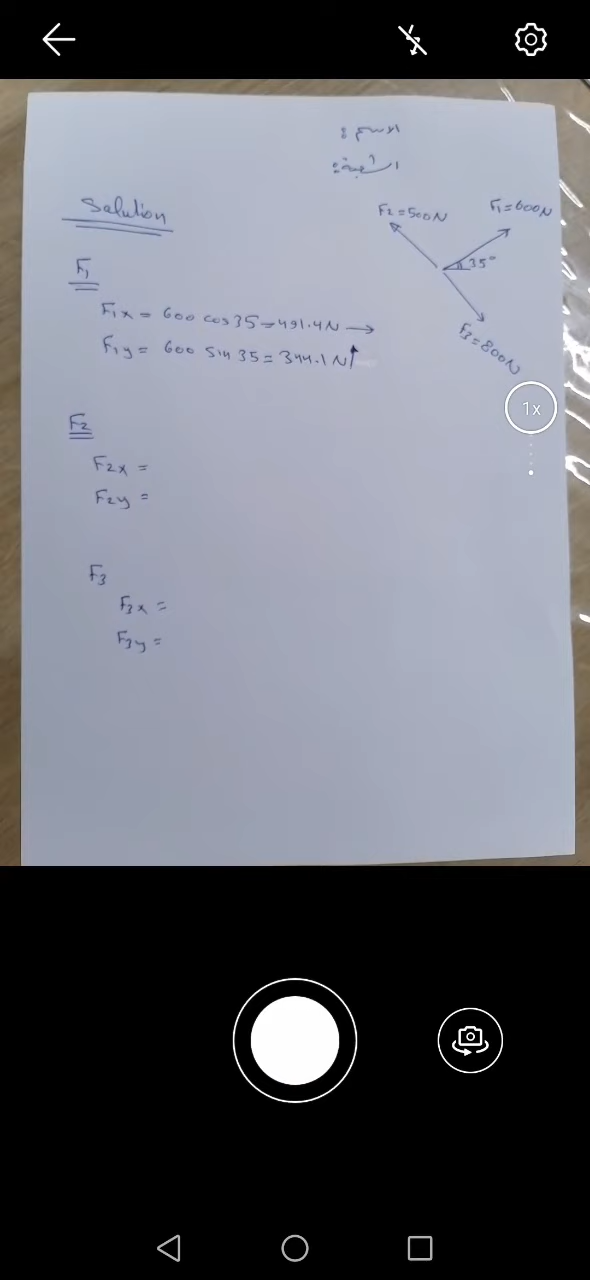 الاسم:
الشعبة:
F2=500N
F1=600N
35°
F3=800N
Solution
F1
F1x = 600 cos 35 = 491.4N →
F1y = 600 Sin 35 = 344.1N ↑
F2
F2x =
F2y =
F3
F3x =
F3y =
1x